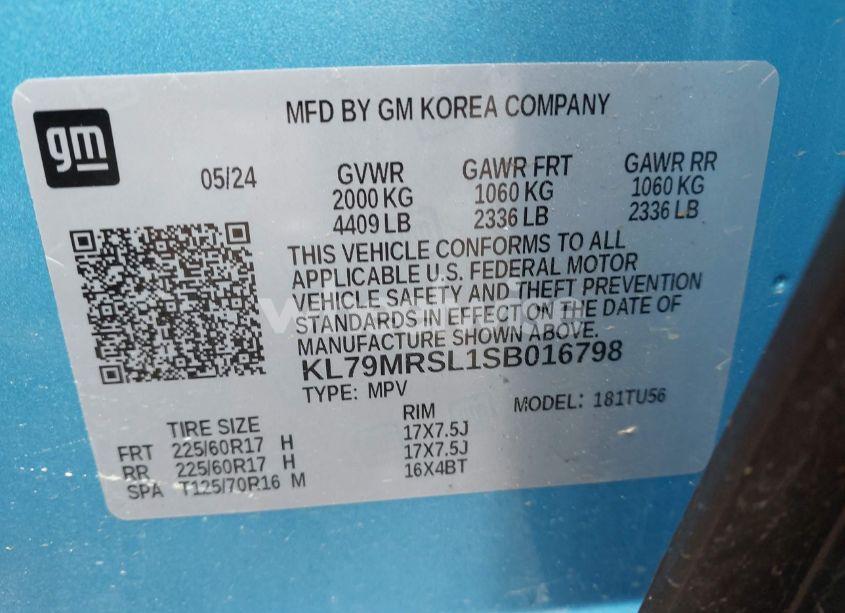 gm
MFD BY GM KOREA COMPANY
05/24 GVWR GAWR FRT GAWR RR
2000 KG 1060 KG 1060 KG
4409 LB 2336 LB 2336 LB
THIS VEHICLE CONFORMS TO ALL
APPLICABLE U.S. FEDERAL MOTOR
VEHICLE SAFETY AND THEFT PREVENTION
STANDARDS IN EFFECT ON THE DATE OF
MANUFACTURE SHOWN ABOVE.
KL79MRSL1SB016798
TYPE: MPV MODEL: 181TU56
TIRE SIZE RIM
FRT 225/60R17 H 17X7.5J
RR 225/60R17 H 17X7.5J
SPA T125/70R16 M 16X4BT